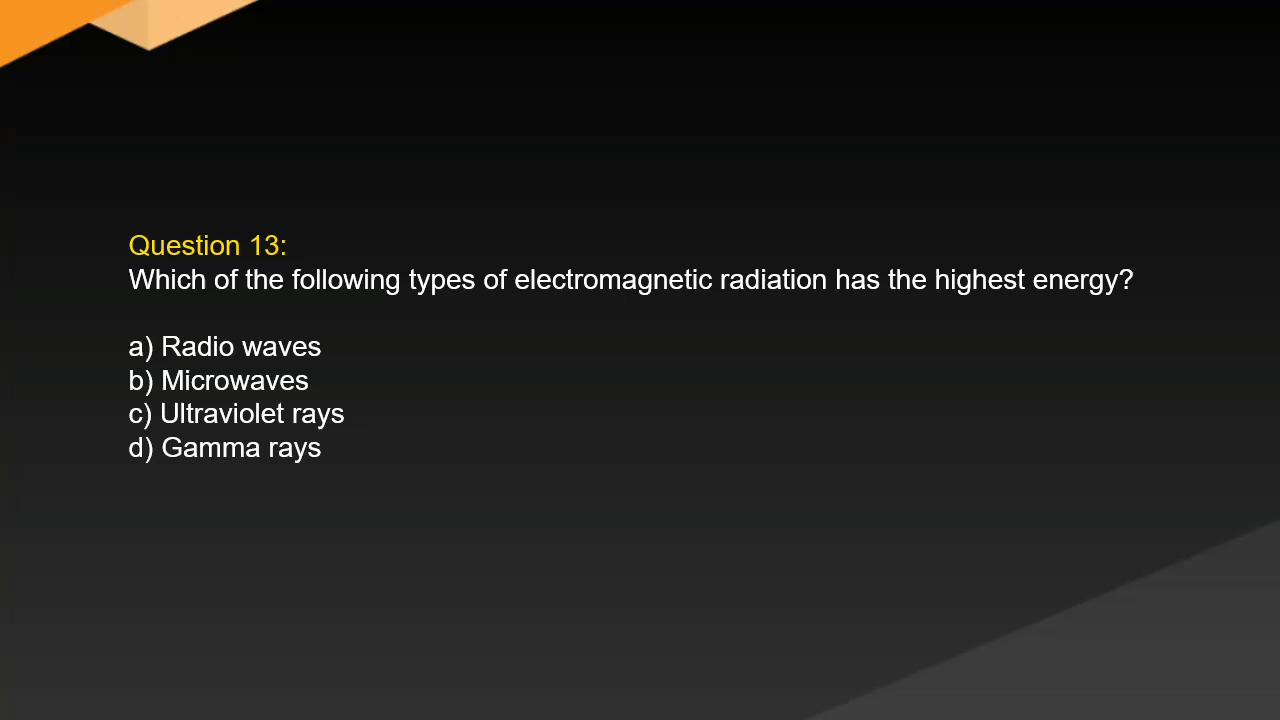 Question 13:
Which of the following types of electromagnetic radiation has the highest energy?
a) Radio waves
b) Microwaves
c) Ultraviolet rays
d) Gamma rays